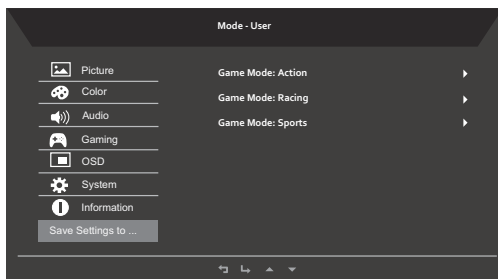 Mode - User
Picture
Color
Audio
Gaming
OSD
System
Information
Save Settings to ...
Game Mode: Action
Game Mode: Racing
Game Mode: Sports